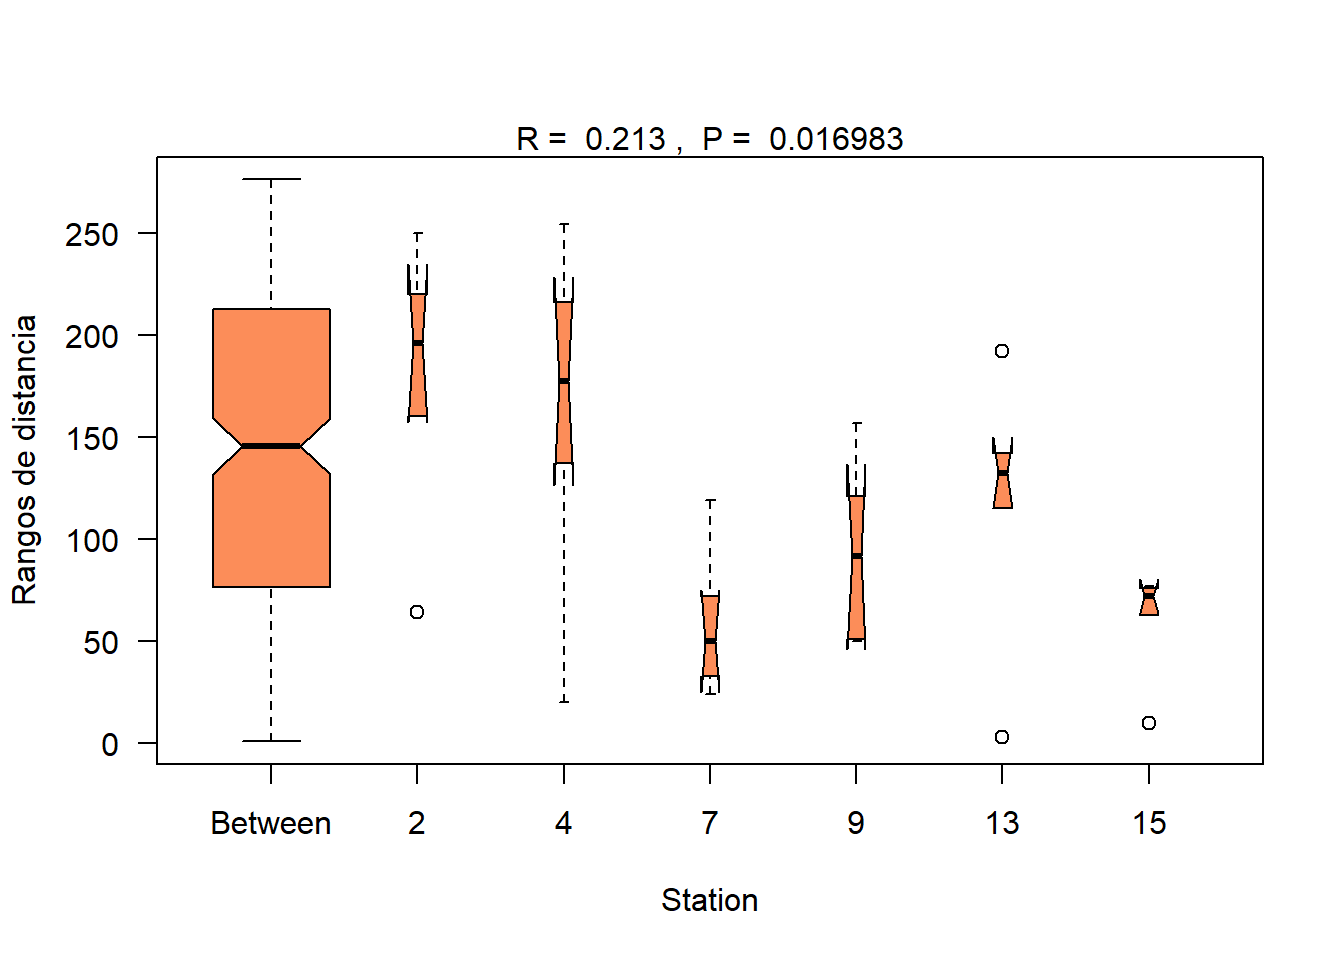 R =  0.213 ,  P =  0.016983
Rangos de distancia
250
200
150
100
50
0
Between 2 4 7 9 13 15
Station